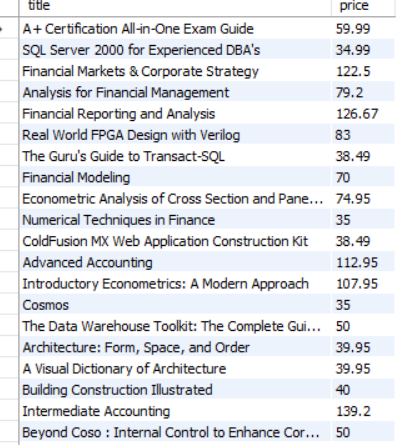 title price
A+ Certification All-in-One Exam Guide 59.99
SQL Server 2000 for Experienced DBA's 34.99
Financial Markets & Corporate Strategy 122.5
Analysis for Financial Management 79.2
Financial Reporting and Analysis 126.67
Real World FPGA Design with Verilog 83
The Guru's Guide to Transact-SQL 38.49
Financial Modeling 70
Econometric Analysis of Cross Section and Pane... 74.95
Numerical Techniques in Finance 35
ColdFusion MX Web Application Construction Kit 38.49
Advanced Accounting 112.95
Introductory Econometrics: A Modern Approach 107.95
Cosmos 35
The Data Warehouse Toolkit: The Complete Gui... 50
Architecture: Form, Space, and Order 39.95
A Visual Dictionary of Architecture 39.95
Building Construction Illustrated 40
Intermediate Accounting 139.2
Beyond Coso : Internal Control to Enhance Cor... 50